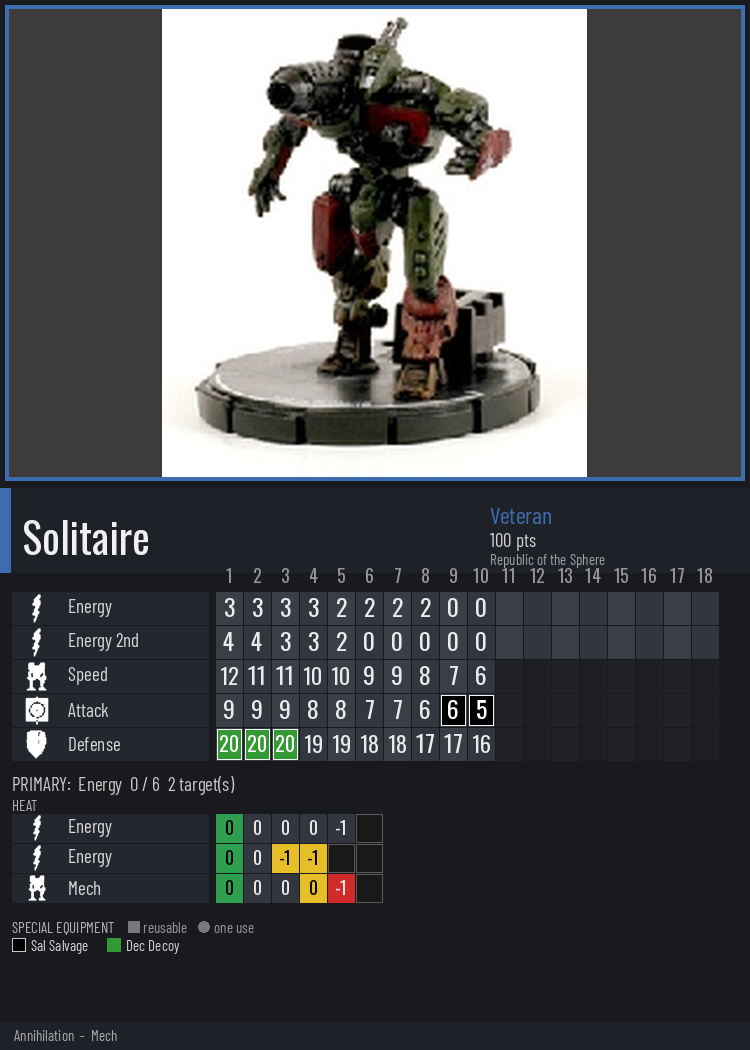 Solitaire
Veteran
100 pts
Republic of the Sphere
1 2 3 4 5 6 7 8 9 10 11 12 13 14 15 16 17 18
Energy 3 3 3 3 2 2 2 2 0 0
Energy 2nd 4 4 3 3 2 0 0 0 0 0
Speed 12 11 11 10 10 9 9 8 7 6
Attack 9 9 9 8 8 7 7 6 6 5
Defense 20 20 20 19 19 18 18 17 17 16
PRIMARY: Energy 0 / 6 2 target(s)
HEAT
Energy 0 0 0 0 -1
Energy 0 0 -1 -1
Mech 0 0 0 0 -1
SPECIAL EQUIPMENT reusable one use
Sal Salvage Dec Decoy
Annihilation - Mech